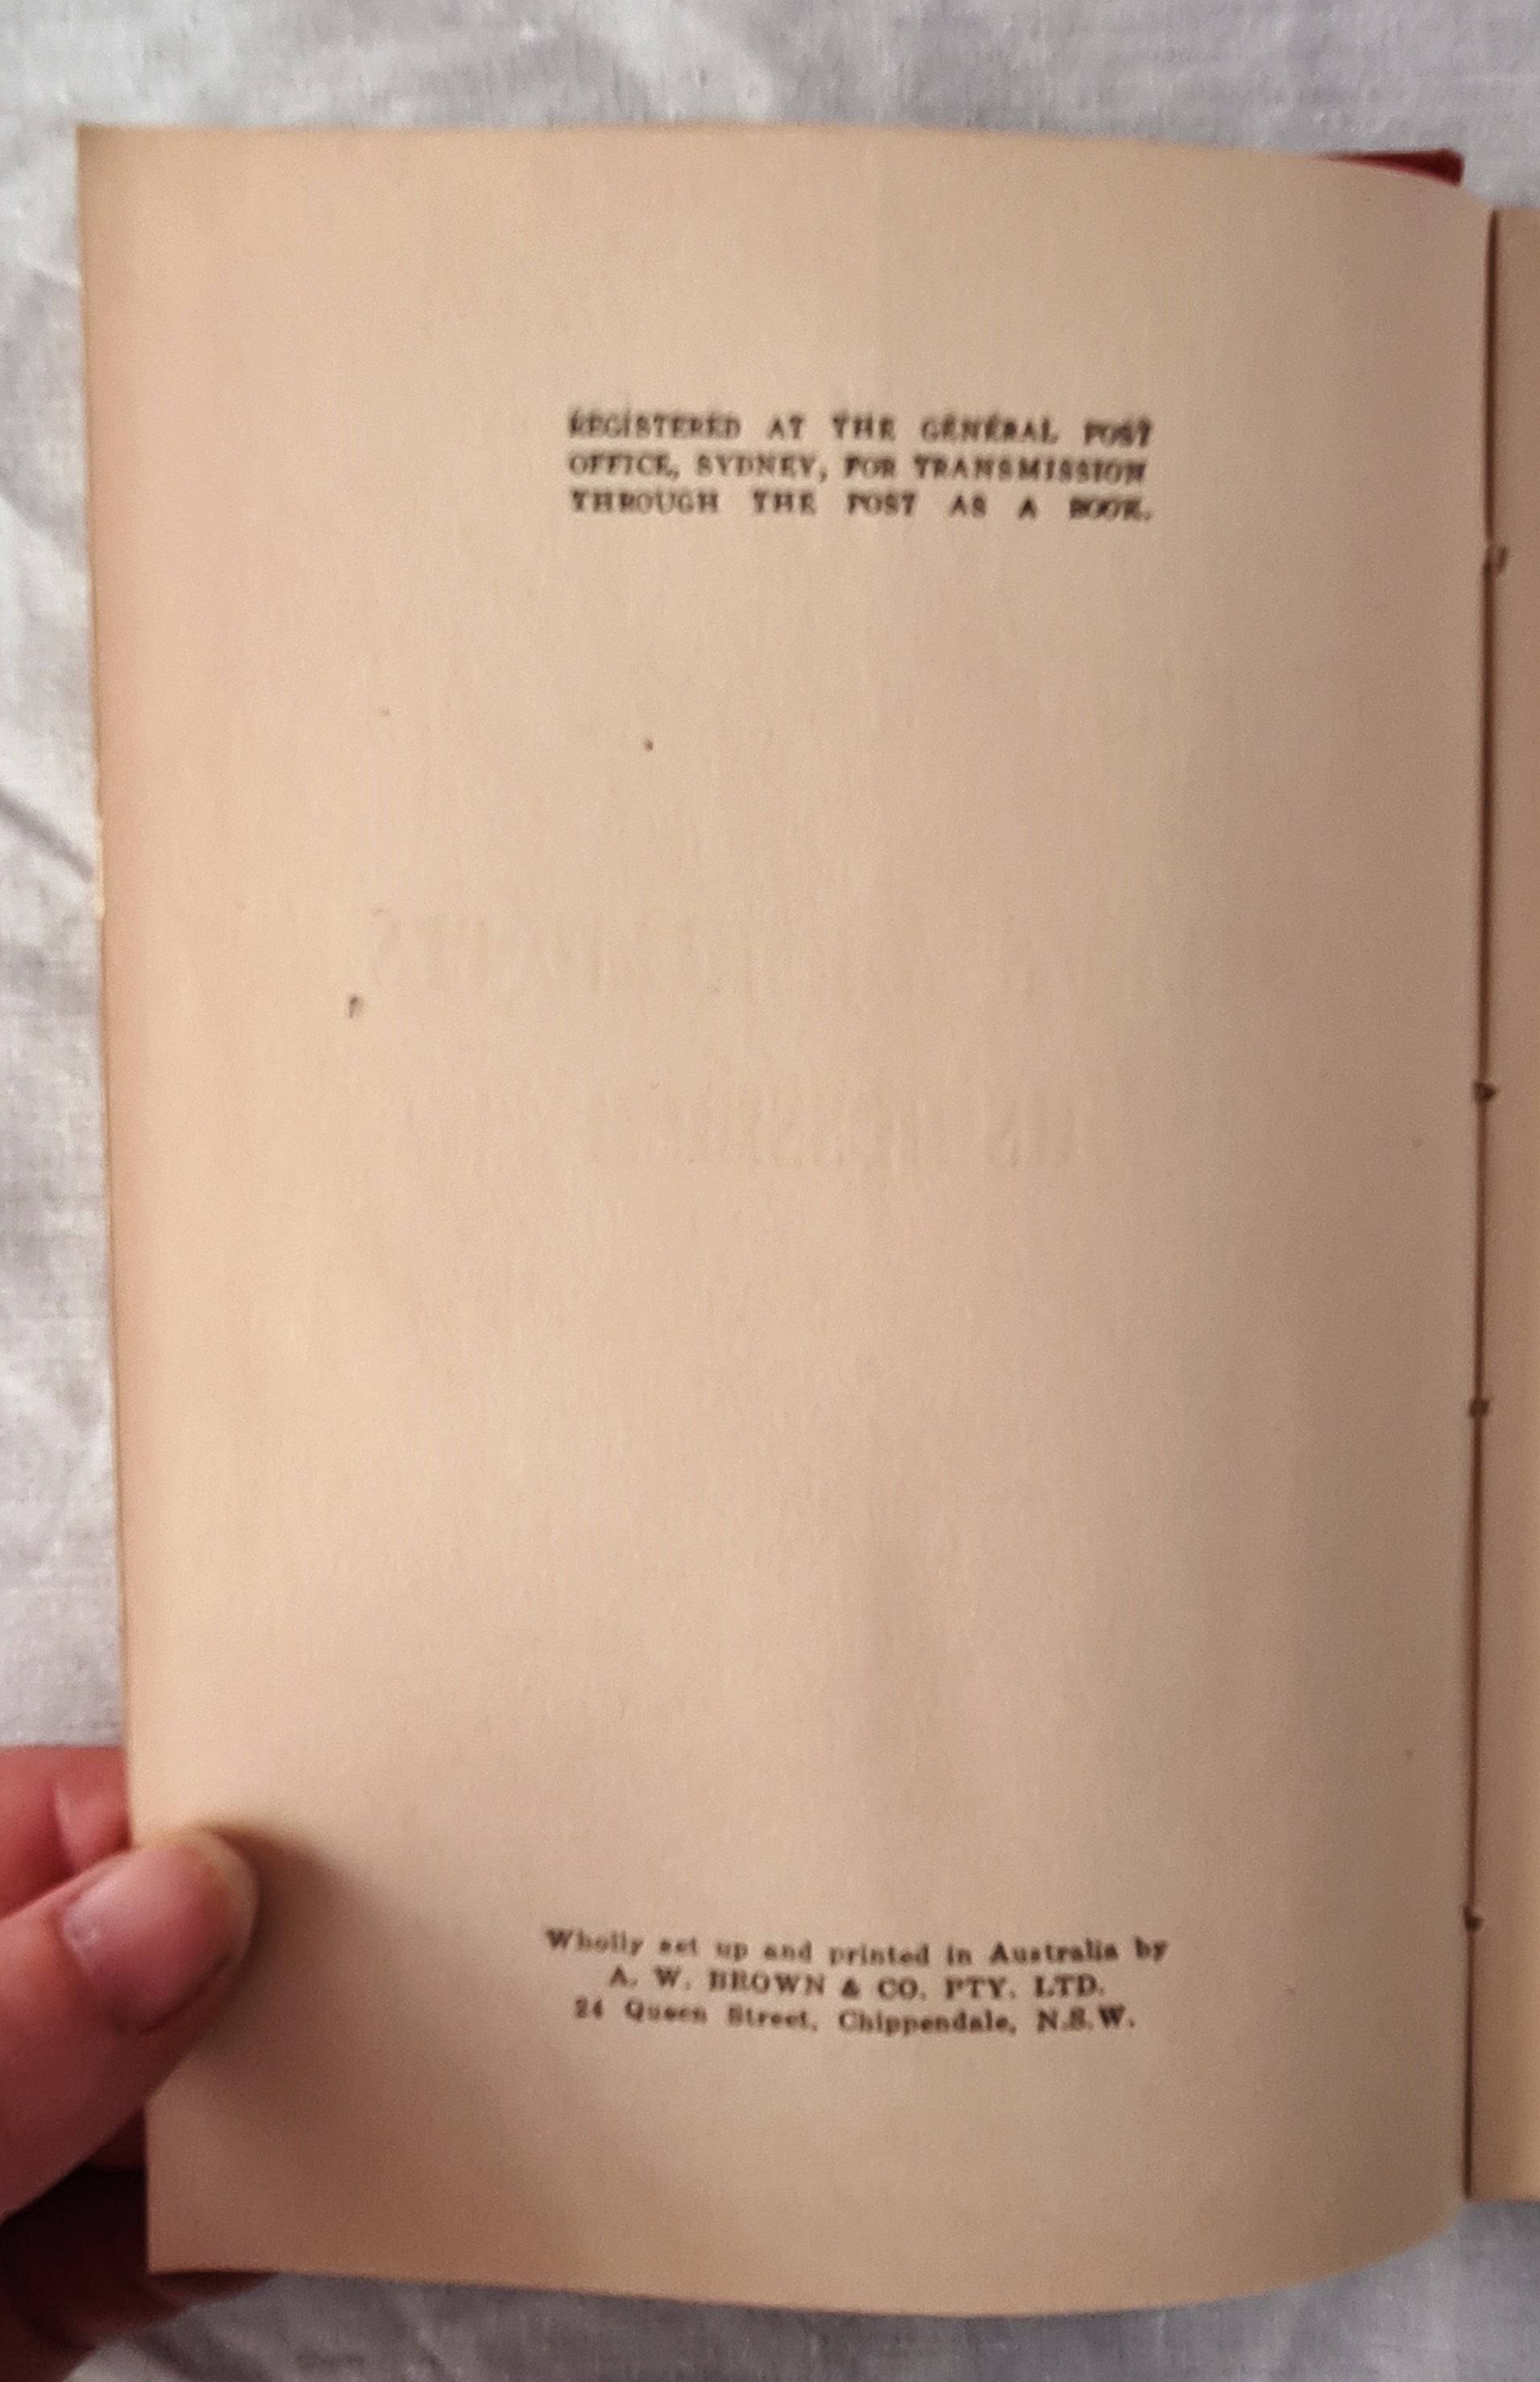 REGISTERED AT THE GENERAL POST
OFFICE, SYDNEY, FOR TRANSMISSION
THROUGH THE POST AS A BOOK.
Wholly set up and printed in Australia by
A. W. BROWN & CO. PTY. LTD.
24 Queen Street, Chippendale, N.S.W.